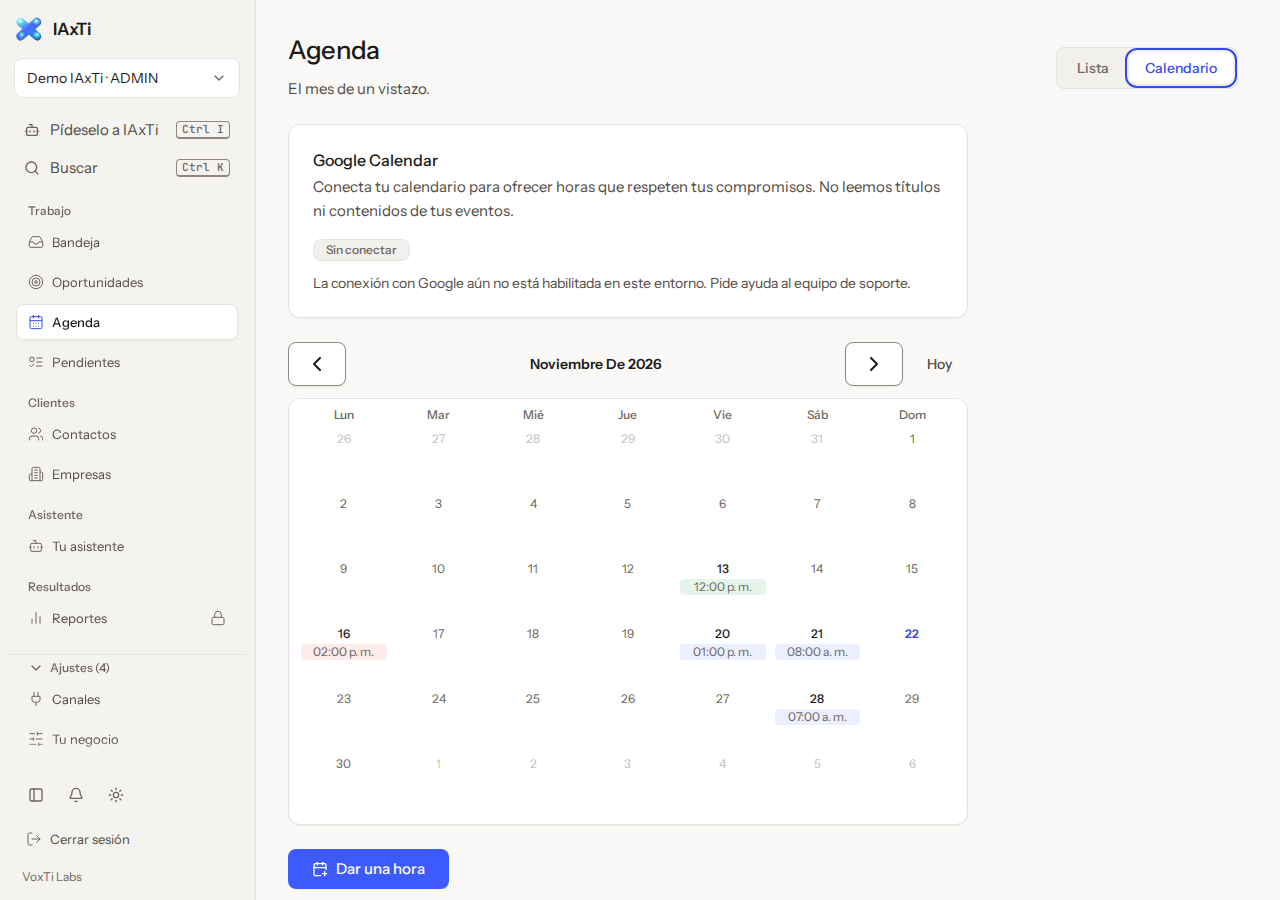 IAxTi
Demo IAxTi · ADMIN
Pídeselo a IAxTi Ctrl I
Buscar Ctrl K
Trabajo
Bandeja
Oportunidades
Agenda
Pendientes
Clientes
Contactos
Empresas
Asistente
Tu asistente
Resultados
Reportes
Ajustes (4)
Canales
Tu negocio
Cerrar sesión
VoxTi Labs
Agenda
El mes de un vistazo.
Lista Calendario
Google Calendar
Conecta tu calendario para ofrecer horas que respeten tus compromisos. No leemos títulos
ni contenidos de tus eventos.
Sin conectar
La conexión con Google aún no está habilitada en este entorno. Pide ayuda al equipo de soporte.
Noviembre De 2026 Hoy
Lun Mar Mié Jue Vie Sáb Dom
26 27 28 29 30 31 1
2 3 4 5 6 7 8
9 10 11 12 13 14 15
12:00 p. m.
16 17 18 19 20 21 22
02:00 p. m. 01:00 p. m. 08:00 a. m.
23 24 25 26 27 28 29
07:00 a. m.
30 1 2 3 4 5 6
Dar una hora